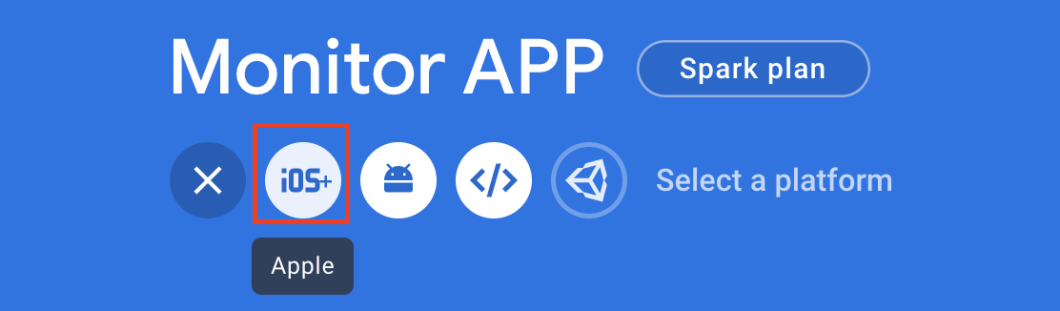 Monitor APP Spark plan
iOS+ </> Select a platform
Apple